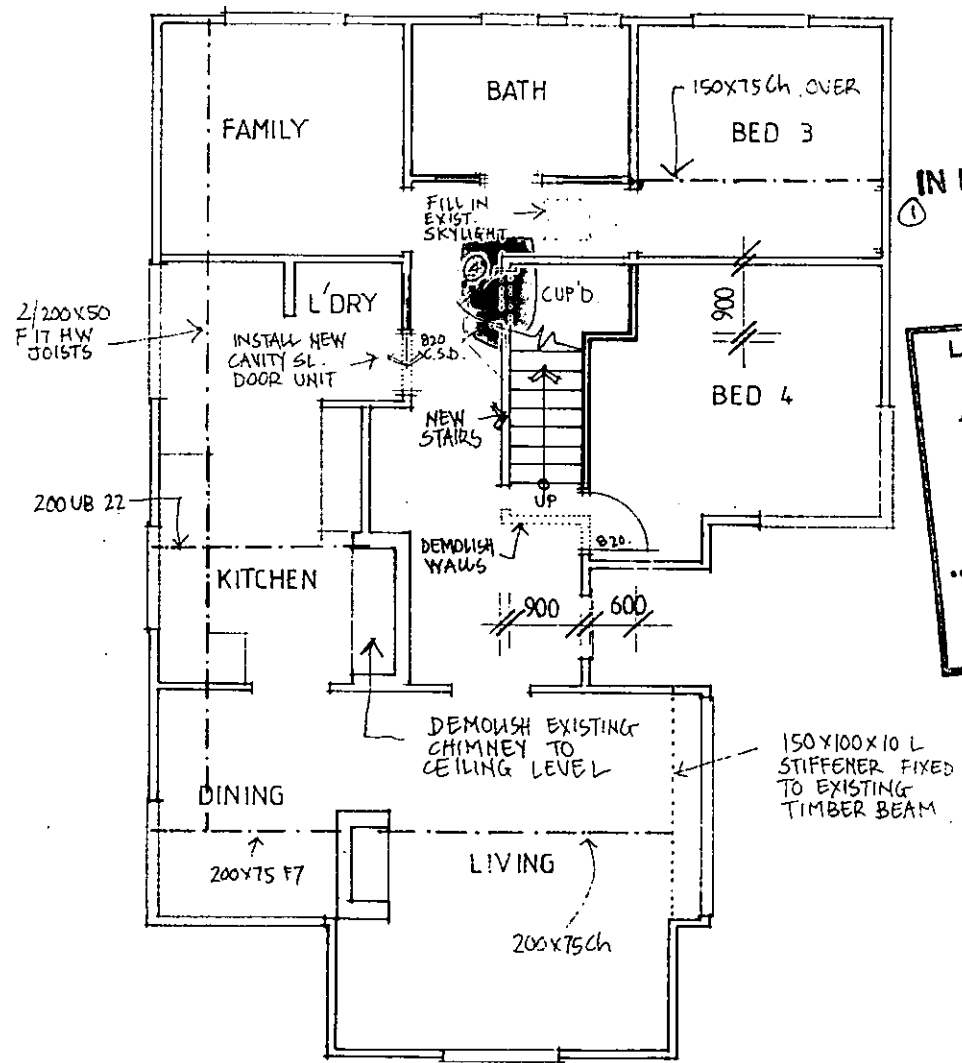 BATH
150X75Ch. OVER
FAMILY
BED 3
IN
1
FILL IN
EXIST.
SKYLIGHT
4
CUP'D
L'DRY
2/200X50
F17 HW
JOISTS
INSTALL NEW
CAVITY SL.
DOOR UNIT
820
C.S.D.
900
BED 4
NEW
STAIRS
200 UB 22
UP
DEMOLISH
WALLS
820.
KITCHEN
900
600
DEMOLISH EXISTING
CHIMNEY TO
CEILING LEVEL
150X100X10 L
STIFFENER FIXED
TO EXISTING
TIMBER BEAM
DINING
200X75 F7
LIVING
200X75Ch